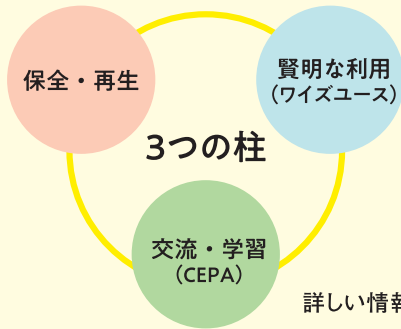 保全・再生
賢明な利用
（ワイズユース）
3つの柱
交流・学習
（CEPA）
詳しい情報